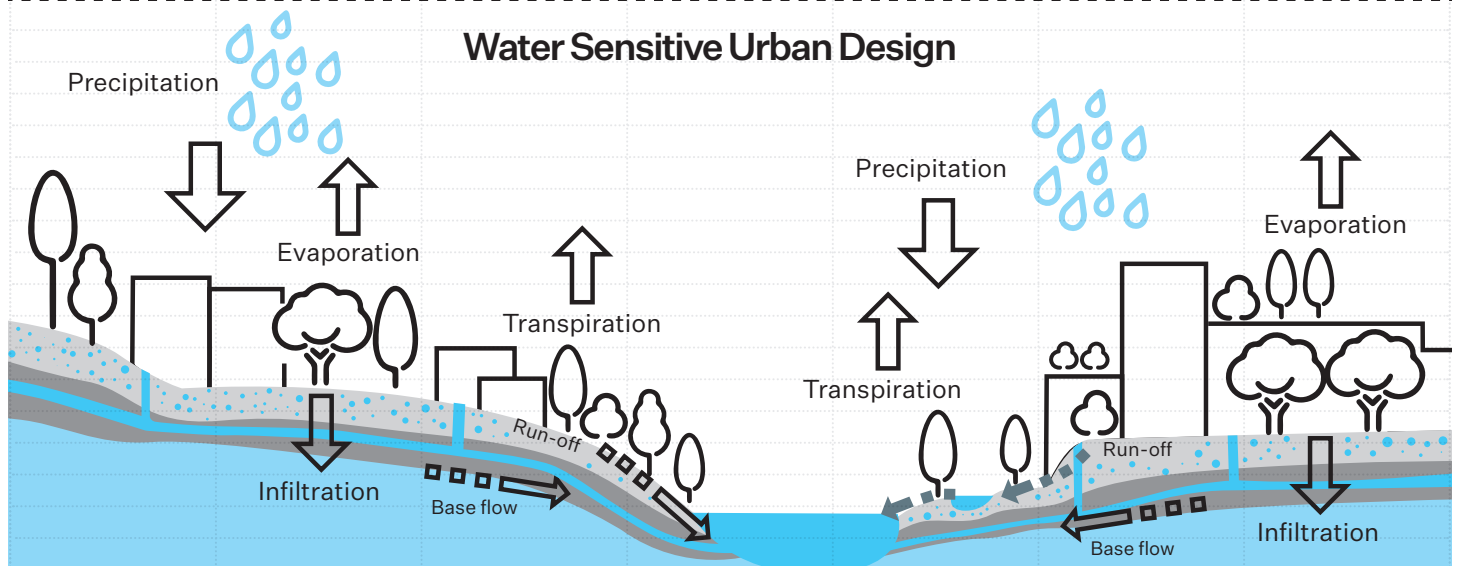 Water Sensitive Urban Design
Precipitation
Evaporation
Transpiration
Run-off
Infiltration
Base flow
Precipitation
Evaporation
Transpiration
Run-off
Infiltration
Base flow